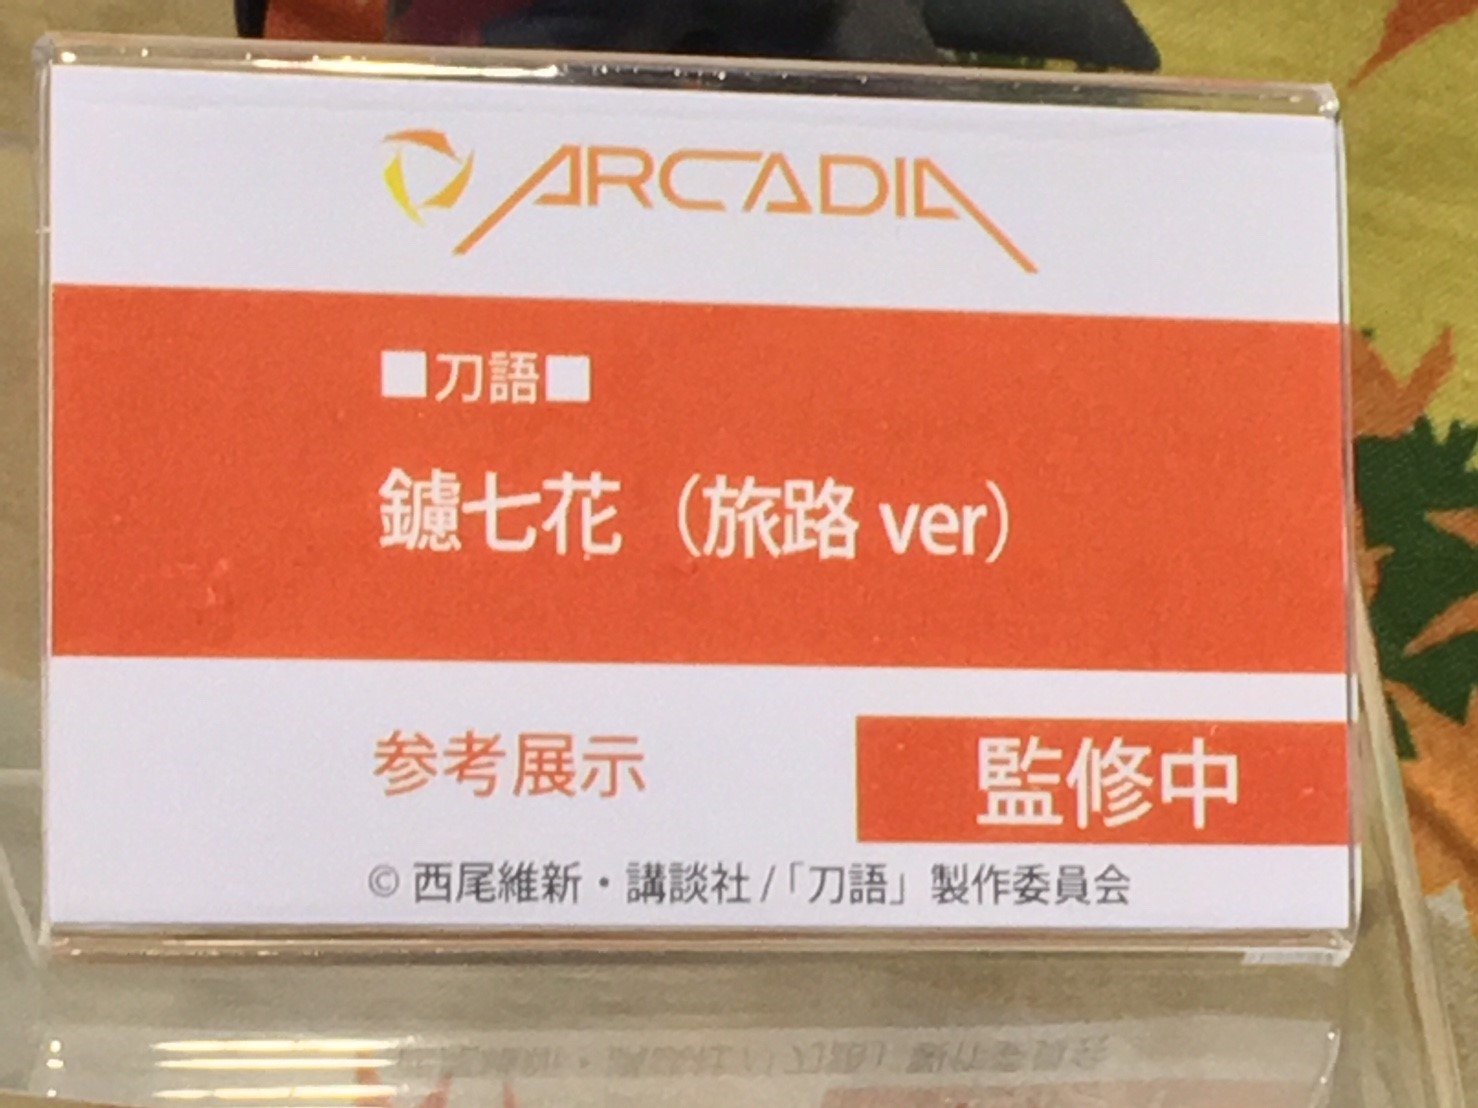 ARCADIA
■刀語■
鑢七花（旅路 ver）
参考展示
監修中
© 西尾維新・講談社 /「刀語」製作委員会